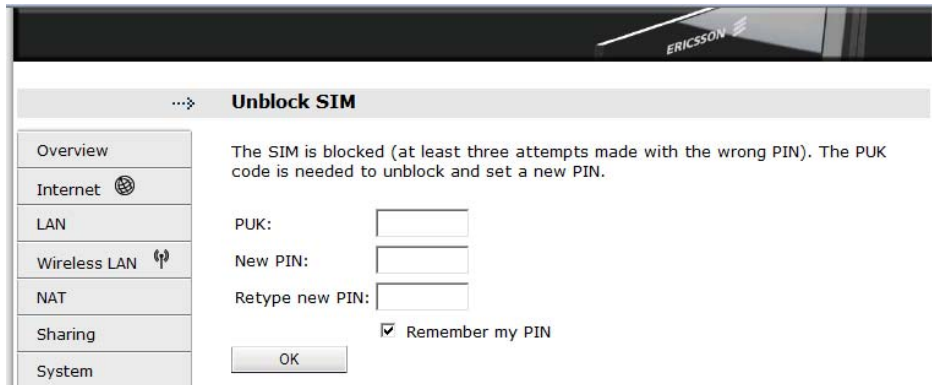 ERICSSON
Unblock SIM
Overview
Internet
LAN
Wireless LAN
NAT
Sharing
System
The SIM is blocked (at least three attempts made with the wrong PIN). The PUK
code is needed to unblock and set a new PIN.
PUK:
New PIN:
Retype new PIN:
Remember my PIN
OK